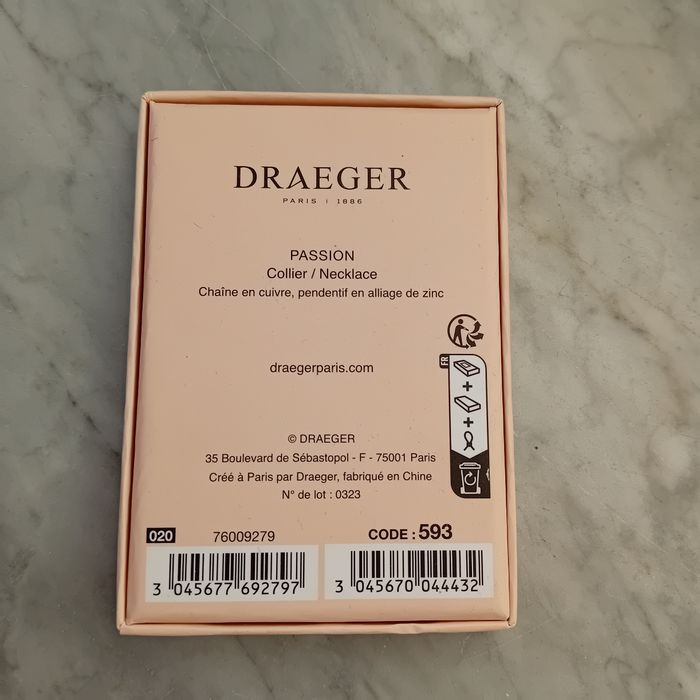 DRAEGER
PARIS | 1886
PASSION
Collier / Necklace
Chaîne en cuivre, pendentif en alliage de zinc
draegerparis.com
FR
© DRAEGER
35 Boulevard de Sébastopol - F - 75001 Paris
Créé à Paris par Draeger, fabriqué en Chine
N° de lot : 0323
020 76009279 CODE : 593
3 045677 692797 3 045670 044432